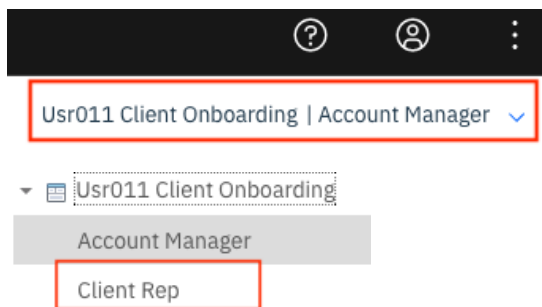 Usr011 Client Onboarding | Account Manager
Usr011 Client Onboarding
Account Manager
Client Rep